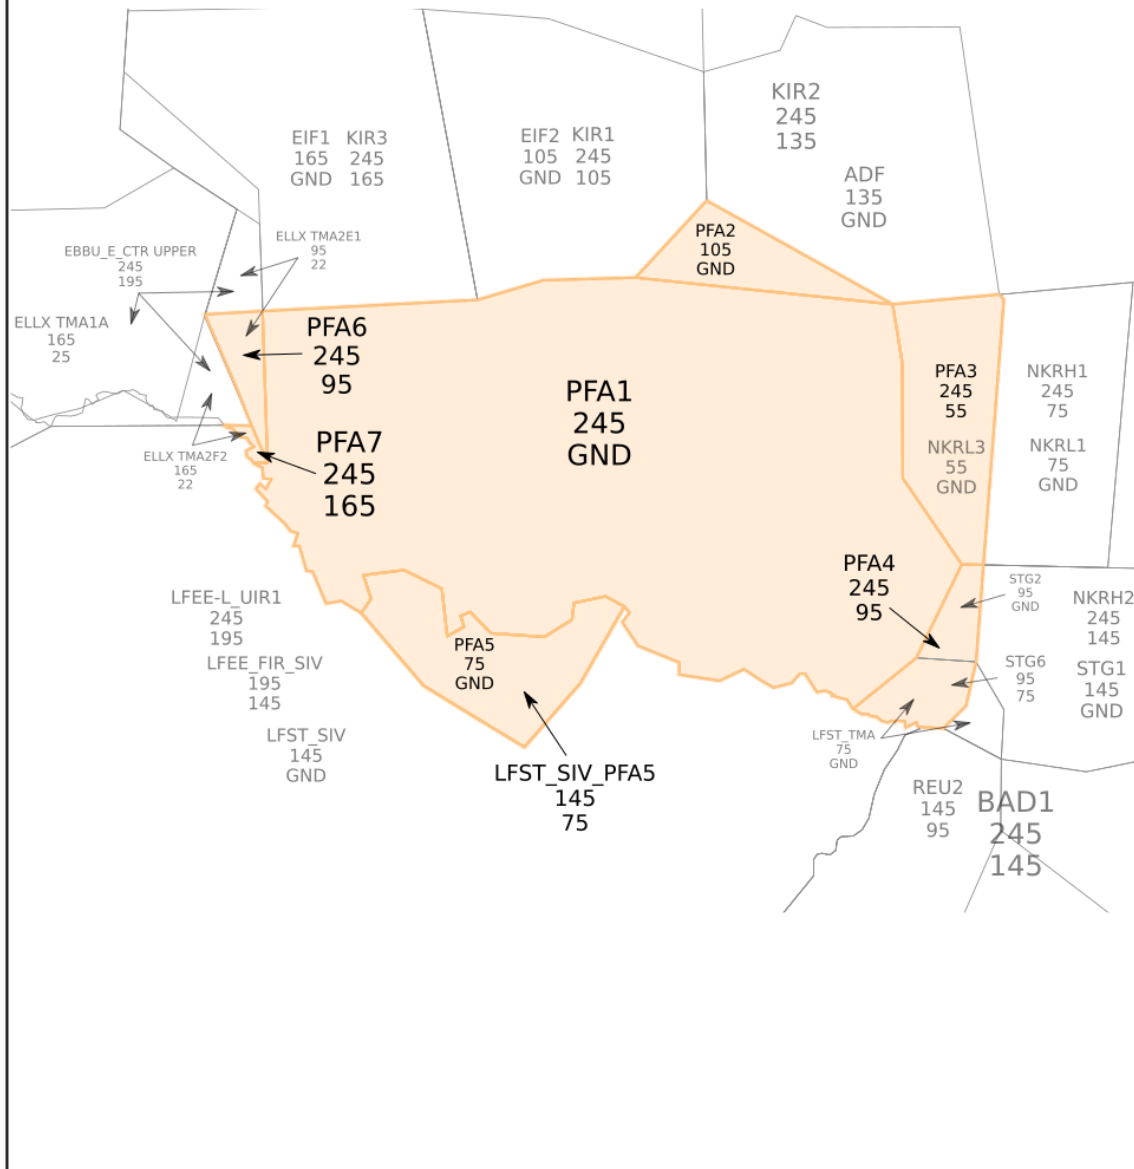 KIR2
245
135
EIF1 KIR3
165 245
GND 165
EIF2 KIR1
105 245
GND 105
ADF
135
GND
ELLX TMA2E1
95
22
EBBU_E_CTR UPPER
245
195
PFA2
105
GND
ELLX TMA1A
165
25
PFA6
245
95
PFA1
245
GND
PFA3
245
55
NKRH1
245
75
PFA7
245
165
NKRL3
55
GND
NKRL1
75
GND
ELLX TMA2F2
165
22
PFA4
245
95
STG2
95
GND
LFEE-L_UIR1
245
195
NKRH2
245
145
LFEE_FIR_SIV
195
145
PFA5
75
GND
STG6
95
75
STG1
145
GND
LFST_SIV
145
GND
LFST_TMA
75
GND
LFST_SIV_PFA5
145
75
REU2
145
95
BAD1
245
145